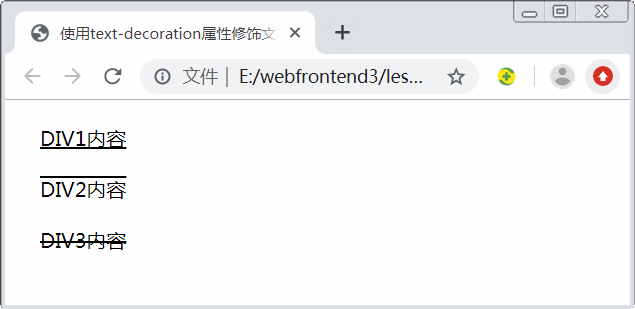 使用text-decoration属性修饰文
文件 | E:/webfrontend3/les...
DIV1内容
DIV2内容
DIV3内容